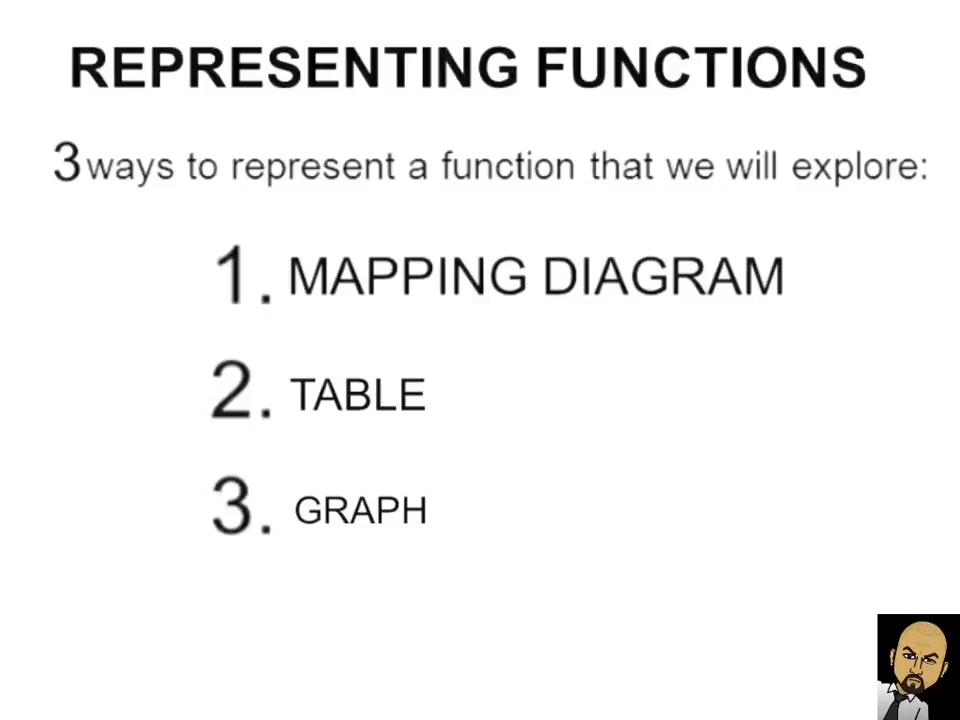 REPRESENTING FUNCTIONS
3 ways to represent a function that we will explore:
1. MAPPING DIAGRAM
2. TABLE
3. GRAPH